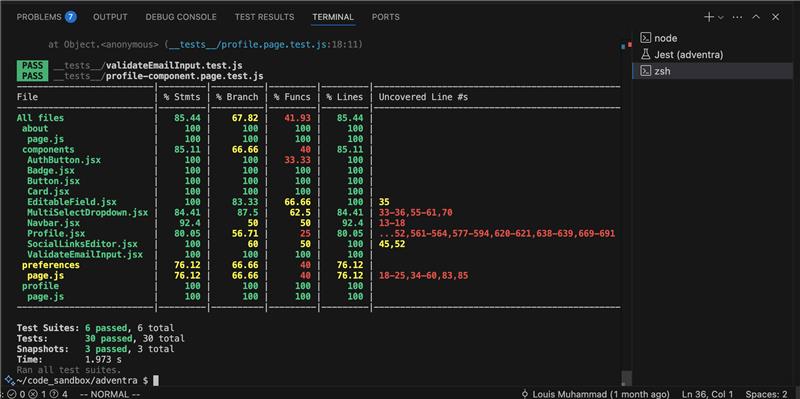 PROBLEMS 7 OUTPUT DEBUG CONSOLE TEST RESULTS TERMINAL PORTS
at Object.<anonymous> (__tests__/profile.page.test.js:18:11)
node
Jest (adventra)
zsh
PASS __tests__/validateEmailInput.test.js
PASS __tests__/profile-component.page.test.js
File | % Stmts | % Branch | % Funcs | % Lines | Uncovered Line #s
All files | 85.44 | 67.82 | 41.93 | 85.44 |
about | 100 | 100 | 100 | 100 |
page.js | 100 | 100 | 100 | 100 |
components | 85.11 | 66.66 | 40 | 85.11 |
AuthButton.jsx | 100 | 100 | 33.33 | 100 |
Badge.jsx | 100 | 100 | 100 | 100 |
Button.jsx | 100 | 100 | 100 | 100 |
Card.jsx | 100 | 100 | 100 | 100 |
EditableField.jsx | 100 | 83.33 | 66.66 | 100 | 35
MultiSelectDropdown.jsx | 84.41 | 87.5 | 62.5 | 84.41 | 33-36,55-61,70
Navbar.jsx | 92.4 | 50 | 50 | 92.4 | 13-18
Profile.jsx | 80.05 | 56.71 | 25 | 80.05 | ...52,561-564,577-594,620-621,638-639,669-691
SocialLinksEditor.jsx | 100 | 60 | 50 | 100 | 45,52
ValidateEmailInput.jsx | 100 | 100 | 100 | 100 |
preferences | 76.12 | 66.66 | 40 | 76.12 |
page.js | 76.12 | 66.66 | 40 | 76.12 | 18-25,34-60,83,85
profile | 100 | 100 | 100 | 100 |
page.js | 100 | 100 | 100 | 100 |
Test Suites: 6 passed, 6 total
Tests: 30 passed, 30 total
Snapshots: 3 passed, 3 total
Time: 1.973 s
Ran all test suites.
~/code_sandbox/adventra $
0 1 4 -- NORMAL -- Louis Muhammad (1 month ago) Ln 36, Col 1 Spaces: 2